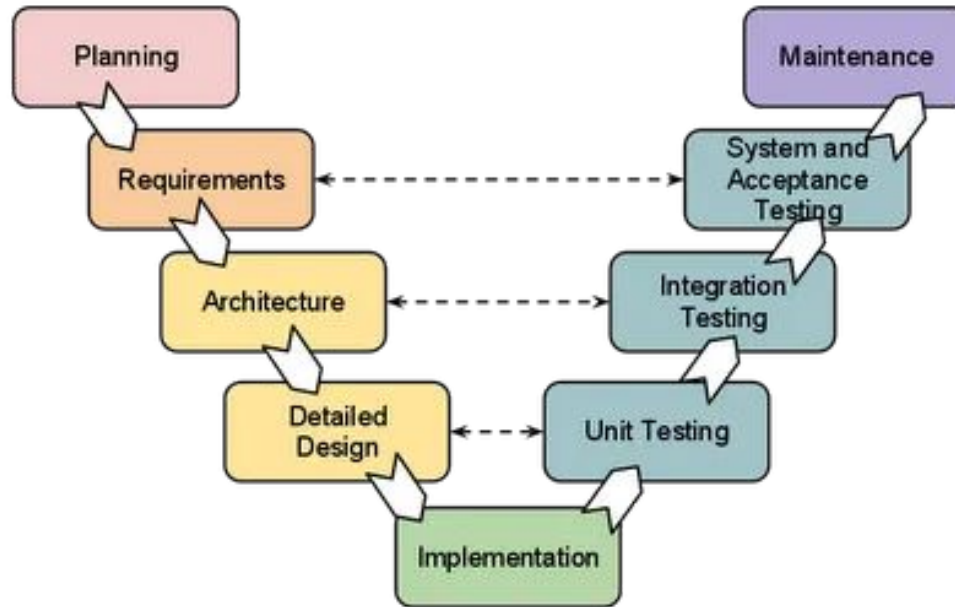 Planning
Maintenance
Requirements
System and
Acceptance
Testing
Architecture
Integration
Testing
Detailed
Design
Unit Testing
Implementation